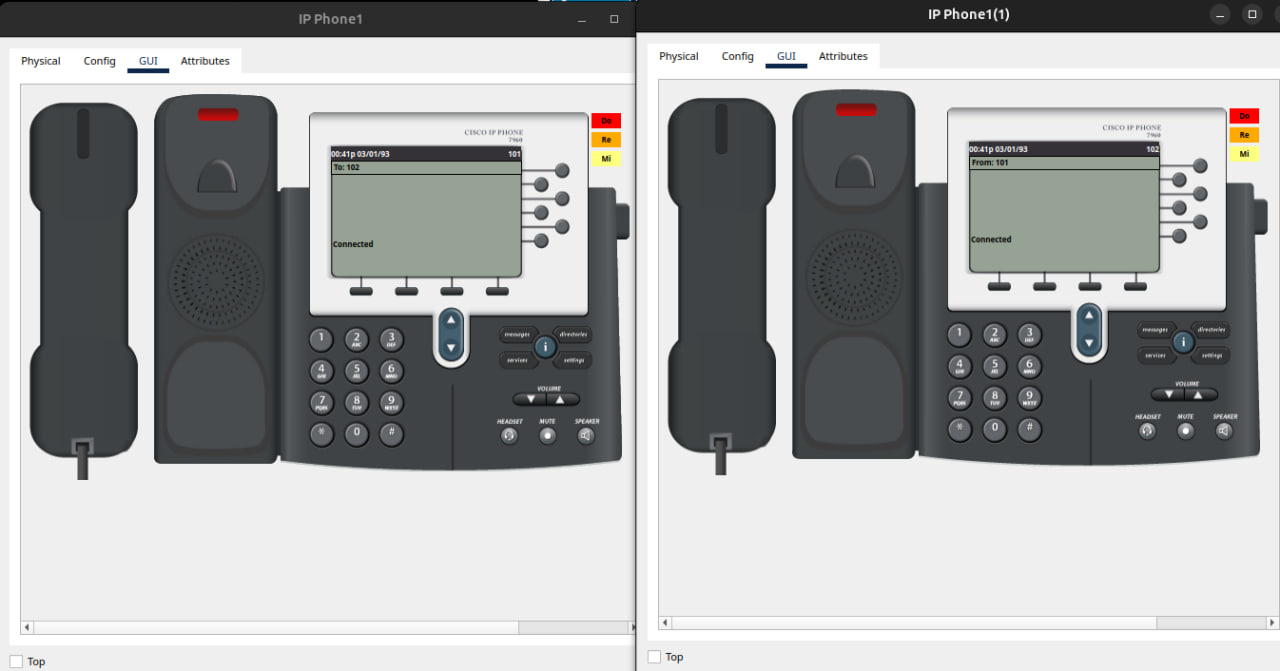 IP Phone1
Physical Config GUI Attributes
CISCO IP PHONE
7960
00:41p 03/01/93 101
To: 102
Connected
Do
Re
Mi
1 2 ABC 3 DEF
4 GHI 5 JKL 6 MNO
7 PQRS 8 TUV 9 WXYZ
* 0 #
messages directories
i
services settings
VOLUME
HEADSET MUTE SPEAKER
Top
IP Phone1(1)
Physical Config GUI Attributes
CISCO IP PHONE
7960
00:41p 03/01/93 102
From: 101
Connected
Do
Re
Mi
1 2 ABC 3 DEF
4 GHI 5 JKL 6 MNO
7 PQRS 8 TUV 9 WXYZ
* 0 #
messages directories
i
services settings
VOLUME
HEADSET MUTE SPEAKER
Top